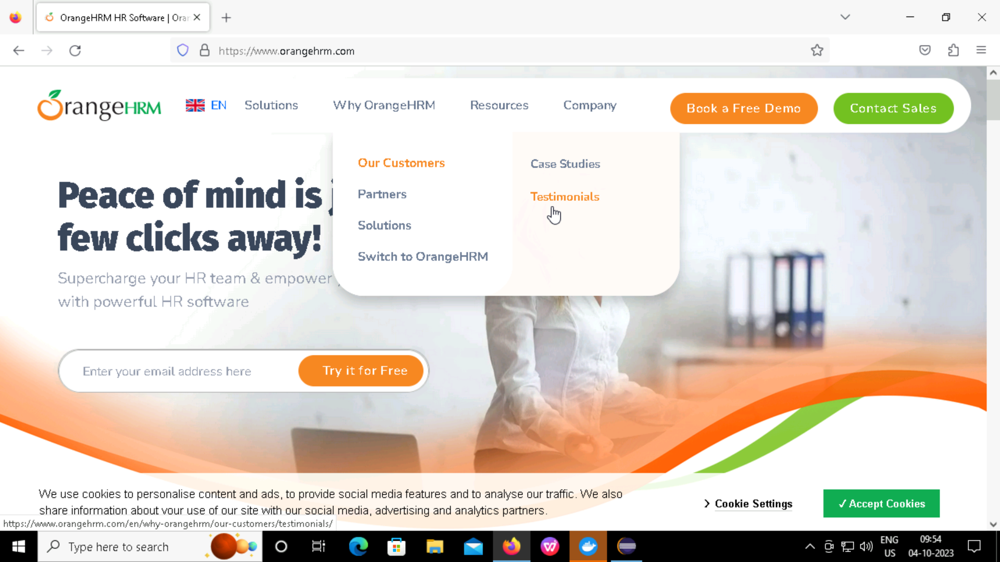 OrangeHRM HR Software | Orar
https://www.orangehrm.com
OrangeHRM
EN
Solutions
Why OrangeHRM
Resources
Company
Book a Free Demo
Contact Sales
Our Customers
Partners
Solutions
Switch to OrangeHRM
Case Studies
Testimonials
Peace of mind is j
few clicks away!
Supercharge your HR team & empower
with powerful HR software
Enter your email address here
Try it for Free
We use cookies to personalise content and ads, to provide social media features and to analyse our traffic. We also
share information about your use of our site with our social media, advertising and analytics partners.
Cookie Settings
✓ Accept Cookies
https://www.orangehrm.com/en/why-orangehrm/our-customers/testimonials/
Type here to search
ENG
US
09:54
04-10-2023